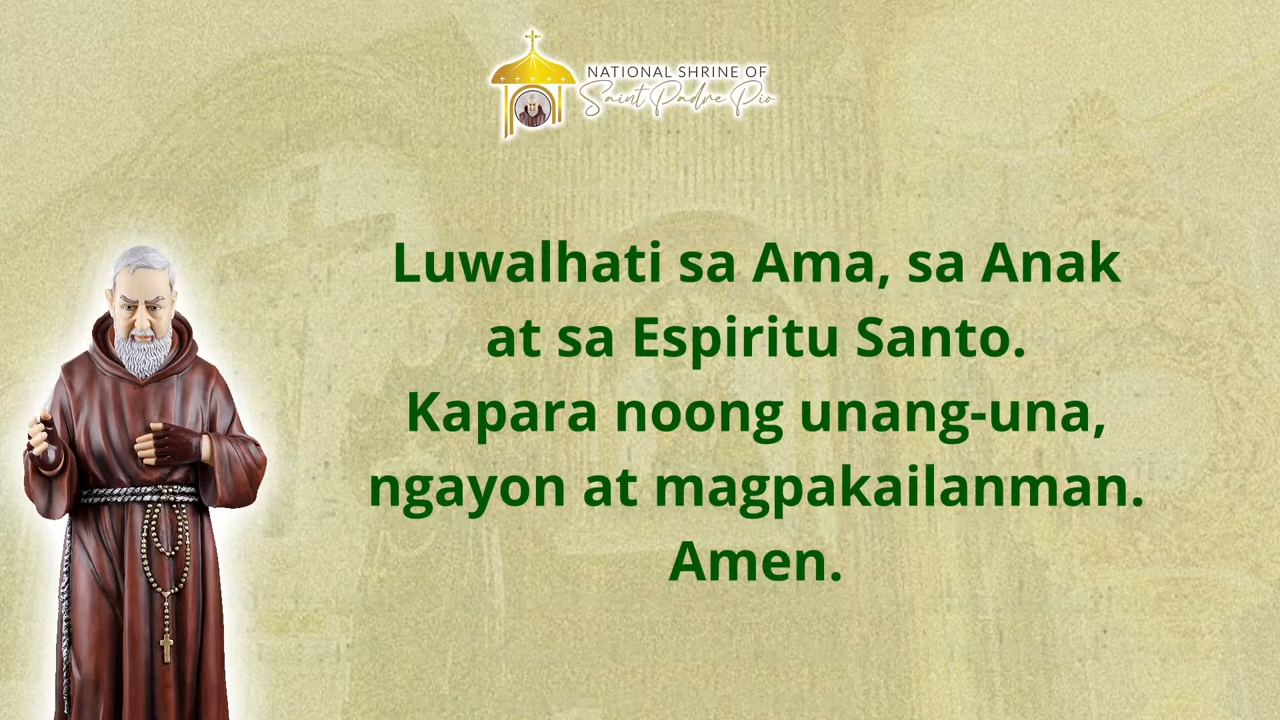 NATIONAL SHRINE OF
Saint Padre Pio
Luwalhati sa Ama, sa Anak
at sa Espiritu Santo.
Kapara noong unang-una,
ngayon at magpakailanman.
Amen.